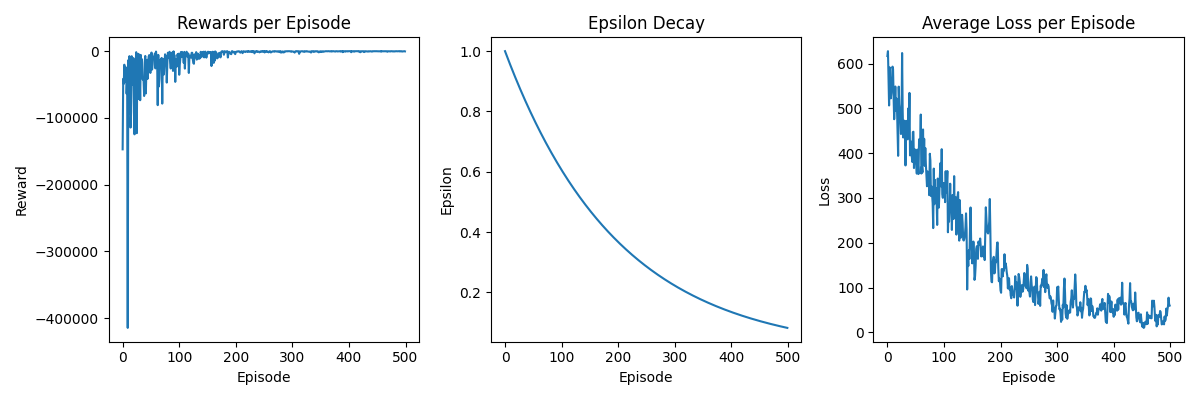 Rewards per Episode
Reward
0
−100000
−200000
−300000
−400000
0 100 200 300 400 500
Episode
Epsilon Decay
Epsilon
1.0
0.8
0.6
0.4
0.2
0 100 200 300 400 500
Episode
Average Loss per Episode
Loss
600
500
400
300
200
100
0
0 100 200 300 400 500
Episode